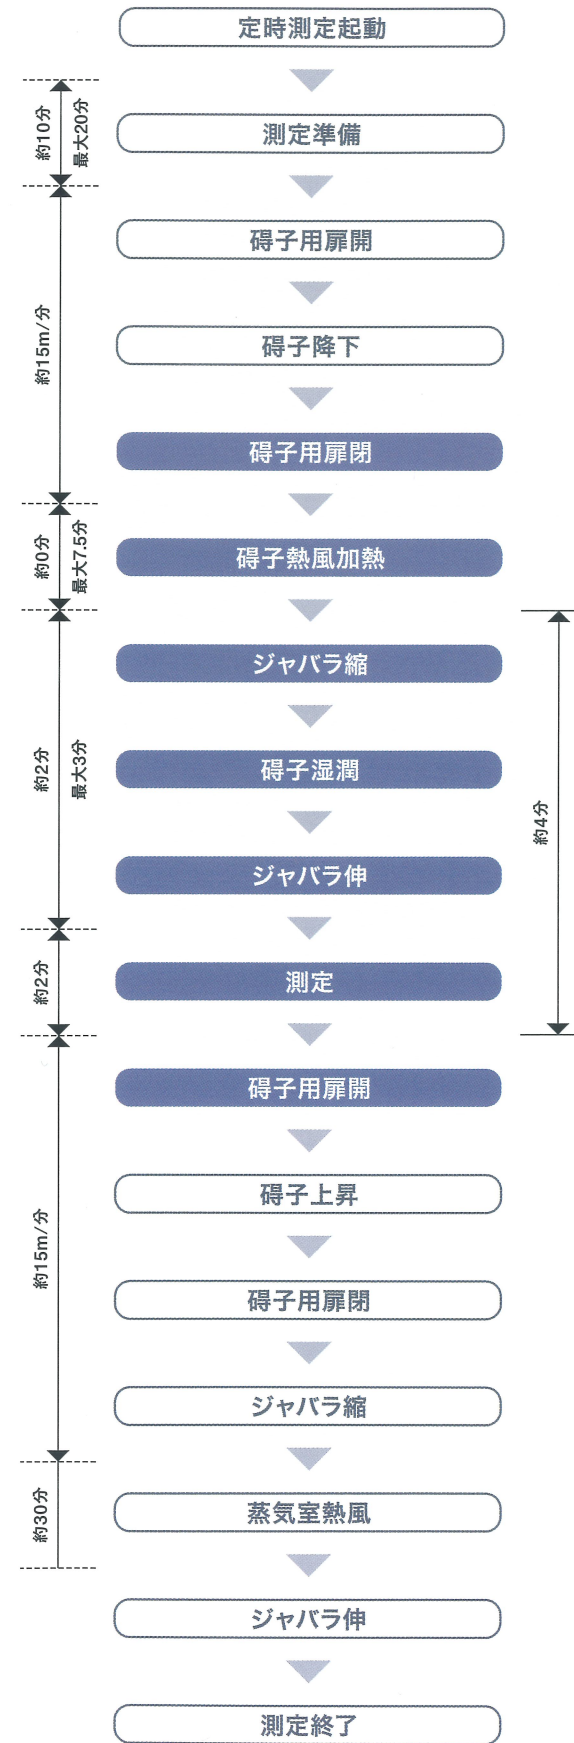 定時測定起動
約10分
最大20分
測定準備
碍子用扉開
約15m/分
碍子降下
碍子用扉閉
約0分
最大7.5分
碍子熱風加熱
ジャバラ縮
約2分
最大3分
碍子湿潤
約4分
ジャバラ伸
約2分
測定
碍子用扉開
碍子上昇
約15m/分
碍子用扉閉
ジャバラ縮
約30分
蒸気室熱風
ジャバラ伸
測定終了